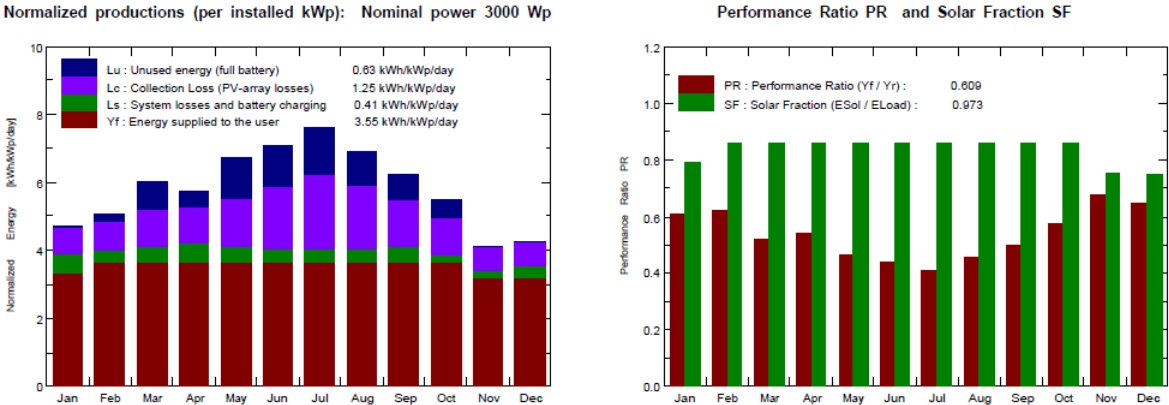 Normalized productions (per installed kWp): Nominal power 3000 Wp
Normalized Energy [kWh/kWp/day]
10
8
6
4
2
0
Lu : Unused energy (full battery) 0.63 kWh/kWp/day
Lc : Collection Loss (PV-array losses) 1.25 kWh/kWp/day
Ls : System losses and battery charging 0.41 kWh/kWp/day
Yf : Energy supplied to the user 3.55 kWh/kWp/day
Jan Feb Mar Apr May Jun Jul Aug Sep Oct Nov Dec
Performance Ratio PR and Solar Fraction SF
Performance Ratio PR
1.2
1.0
0.8
0.6
0.4
0.2
0.0
PR : Performance Ratio (Yf / Yr) : 0.609
SF : Solar Fraction (ESol / ELoad) : 0.973
Jan Feb Mar Apr May Jun Jul Aug Sep Oct Nov Dec